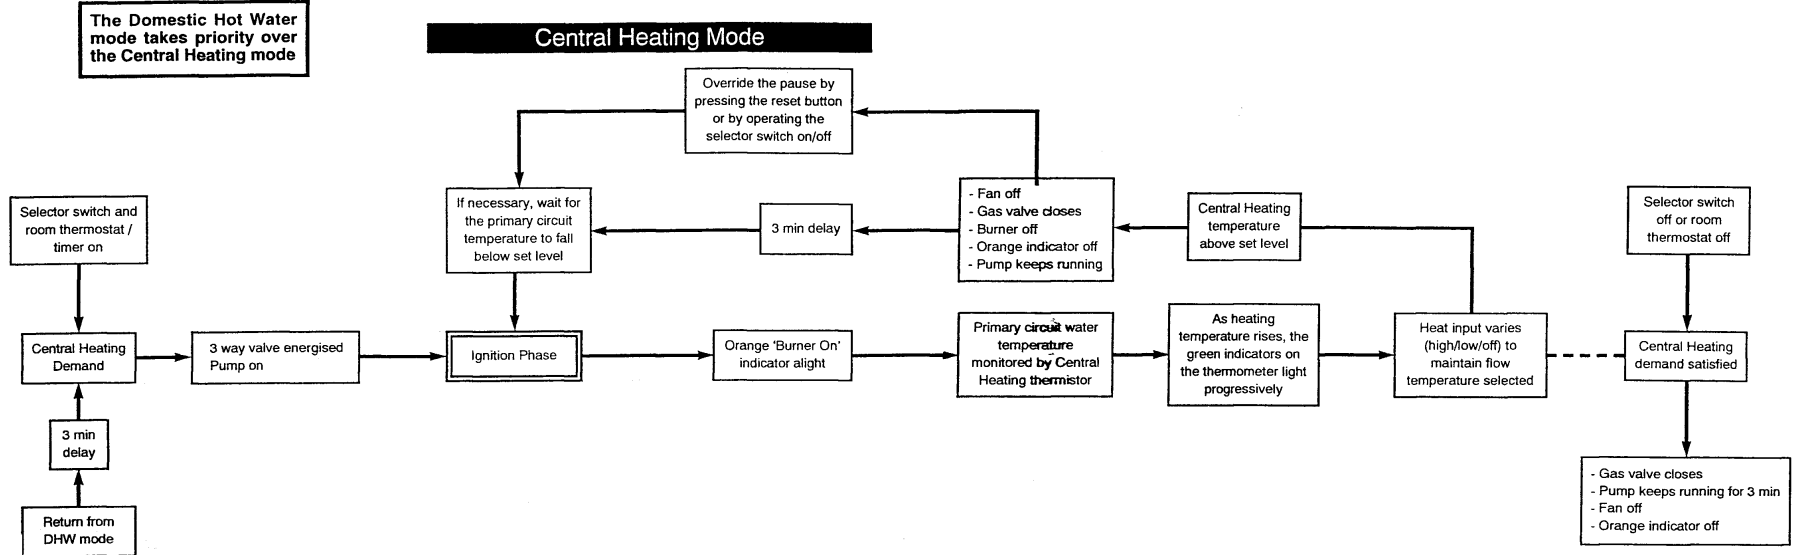 The Domestic Hot Water
mode takes priority over
the Central Heating mode
Central Heating Mode
Override the pause by
pressing the reset button
or by operating the
selector switch on/off
Selector switch and
room thermostat /
timer on
If necessary, wait for
the primary circuit
temperature to fall
below set level
3 min delay
- Fan off
- Gas valve closes
- Burner off
- Orange indicator off
- Pump keeps running
Central Heating
temperature
above set level
Selector switch
off or room
thermostat off
Central Heating
Demand
3 way valve energised
Pump on
Ignition Phase
Orange 'Burner On'
indicator alight
Primary circuit water
temperature
monitored by Central
Heating thermistor
As heating
temperature rises, the
green indicators on
the thermometer light
progressively
Heat input varies
(high/low/off) to
maintain flow
temperature selected
Central Heating
demand satisfied
3 min
delay
Return from
DHW mode
- Gas valve closes
- Pump keeps running for 3 min
- Fan off
- Orange indicator off